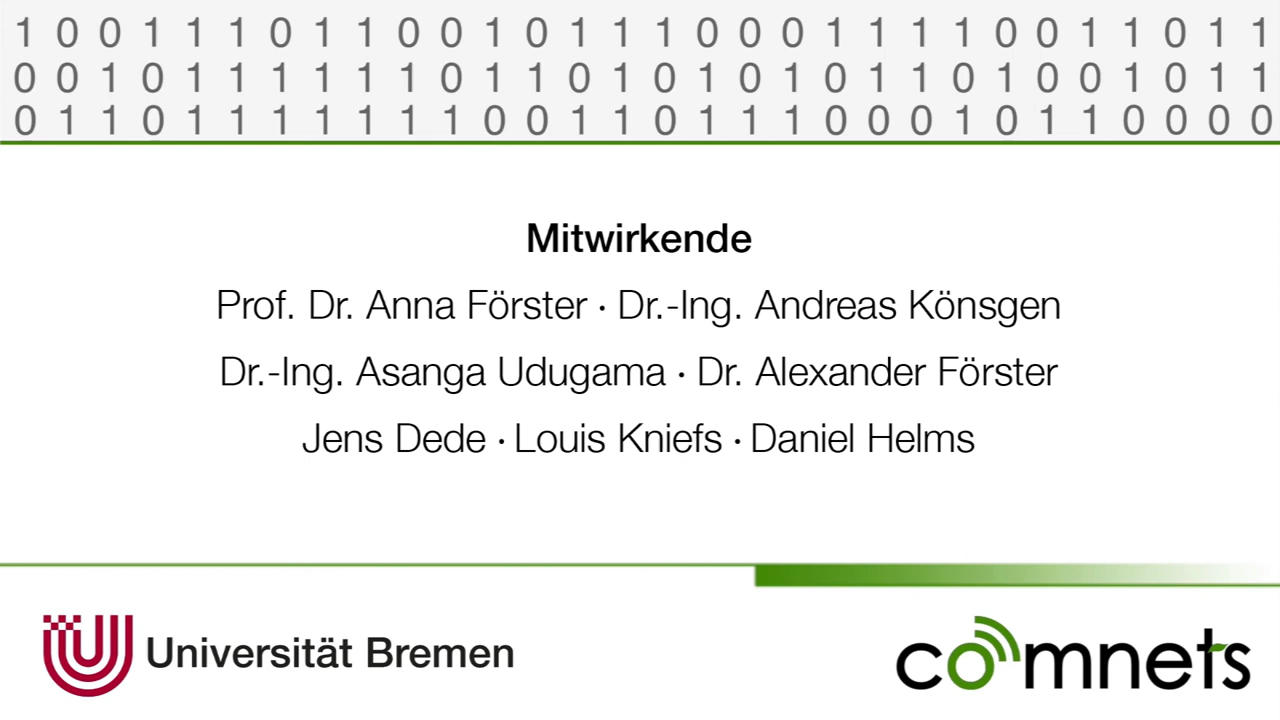 1 0 0 1 1 1 0 1 1 0 0 1 0 1 1 1 0 0 0 1 1 1 1 0 0 1 1 0 1 1
0 0 1 0 1 1 1 1 1 1 0 1 1 0 1 0 1 0 1 0 1 1 0 1 0 0 1 0 1 1
0 1 1 0 1 1 1 1 1 1 1 0 0 1 1 0 1 1 1 0 0 0 1 0 1 1 0 0 0 0
Mitwirkende
Prof. Dr. Anna Förster · Dr.-Ing. Andreas Könsgen
Dr.-Ing. Asanga Udugama · Dr. Alexander Förster
Jens Dede · Louis Kniefs · Daniel Helms
Universität Bremen
comnets